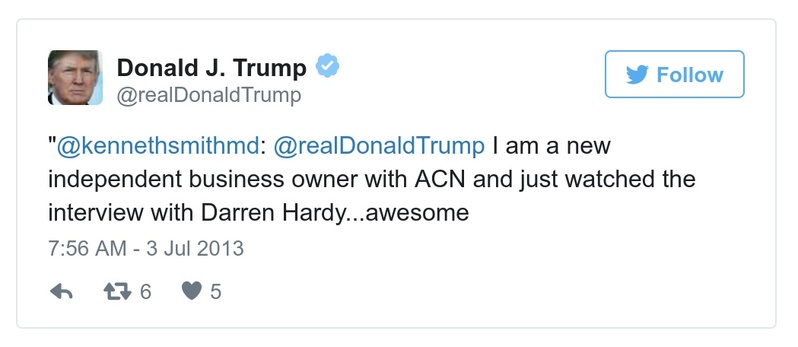 Donald J. Trump
@realDonaldTrump
Follow
"@kennethsmithmd: @realDonaldTrump I am a new
independent business owner with ACN and just watched the
interview with Darren Hardy...awesome
7:56 AM - 3 Jul 2013
6 5